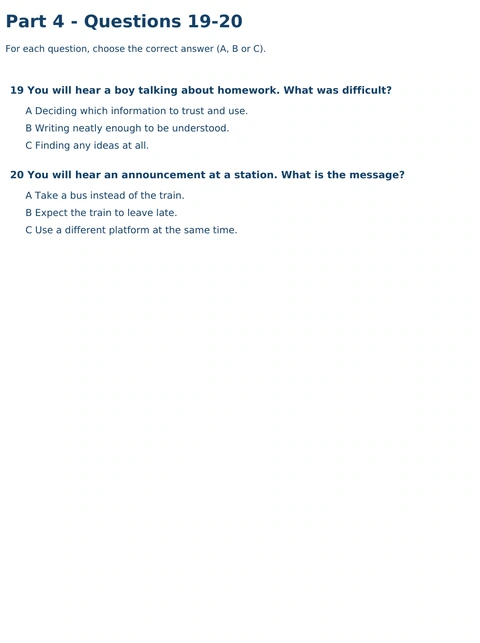 Part 4 - Questions 19-20
For each question, choose the correct answer (A, B or C).
19 You will hear a boy talking about homework. What was difficult?
A Deciding which information to trust and use.
B Writing neatly enough to be understood.
C Finding any ideas at all.
20 You will hear an announcement at a station. What is the message?
A Take a bus instead of the train.
B Expect the train to leave late.
C Use a different platform at the same time.